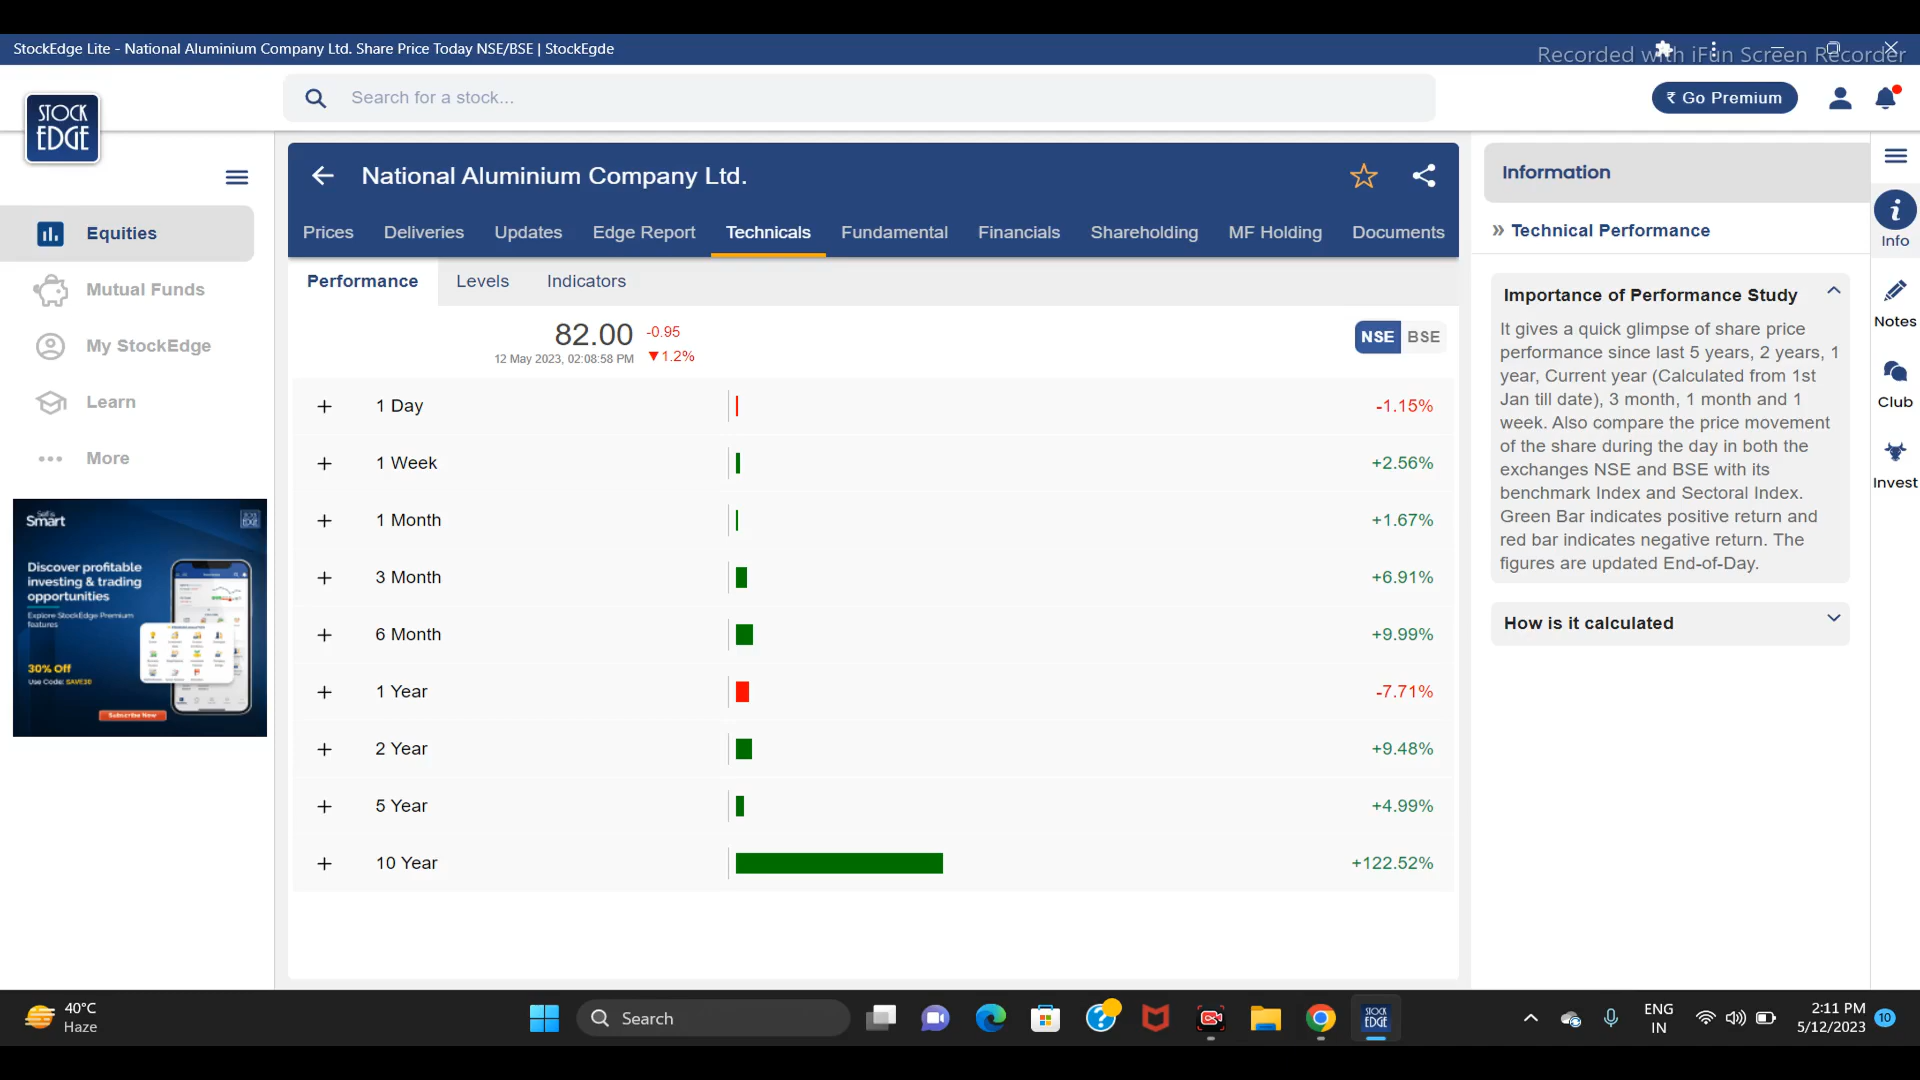 StockEdge Lite - National Aluminium Company Ltd. Share Price Today NSE/BSE | StockEgde
Recorded with iFun Screen Recorder
STOCK
EDGE
Search for a stock...
₹ Go Premium
Equities
Mutual Funds
My StockEdge
Learn
More
Smart
Discover profitable
investing & trading
opportunities
Explore StockEdge Premium
features
30% Off
Use Code: SAVE30
Subscribe Now
National Aluminium Company Ltd.
Prices Deliveries Updates Edge Report Technicals Fundamental Financials Shareholding MF Holding Documents
Performance Levels Indicators
82.00 -0.95
12 May 2023, 02:08:58 PM ▼1.2%
NSE BSE
+ 1 Day -1.15%
+ 1 Week +2.56%
+ 1 Month +1.67%
+ 3 Month +6.91%
+ 6 Month +9.99%
+ 1 Year -7.71%
+ 2 Year +9.48%
+ 5 Year +4.99%
+ 10 Year +122.52%
Information
» Technical Performance
Importance of Performance Study
It gives a quick glimpse of share price
performance since last 5 years, 2 years, 1
year, Current year (Calculated from 1st
Jan till date), 3 month, 1 month and 1
week. Also compare the price movement
of the share during the day in both the
exchanges NSE and BSE with its
benchmark Index and Sectoral Index.
Green Bar indicates positive return and
red bar indicates negative return. The
figures are updated End-of-Day.
How is it calculated
Info
Notes
Club
Invest
40°C
Haze
Search
STOCK
EDGE
ENG
IN
2:11 PM
5/12/2023
10